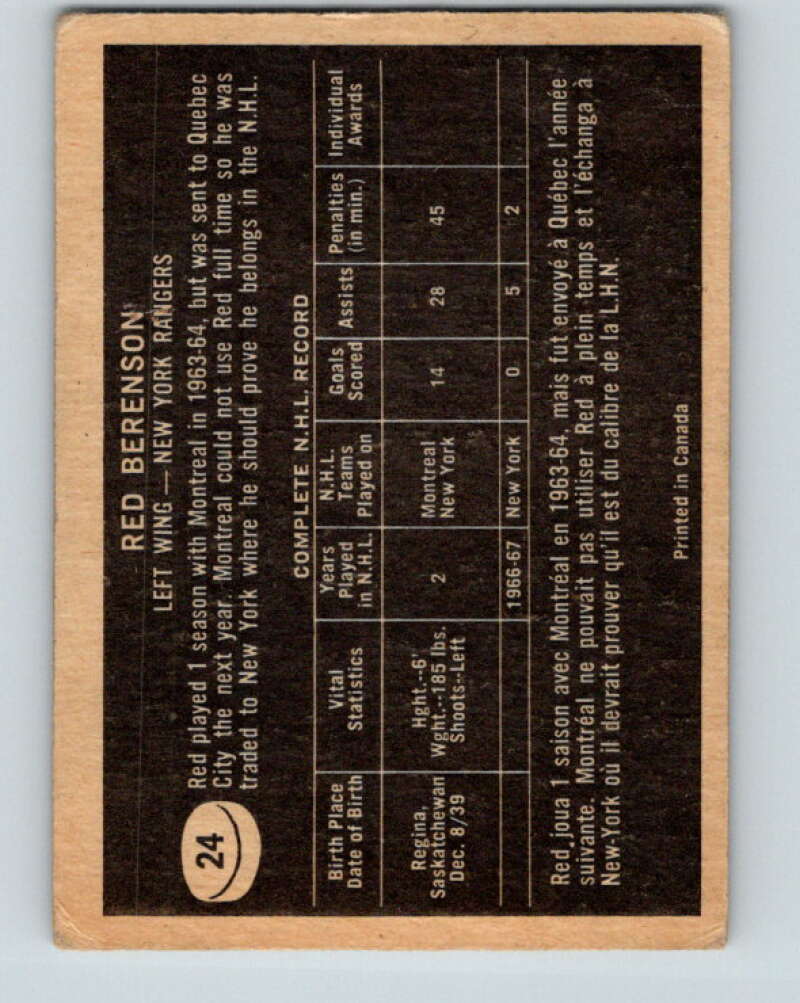 RED BERENSON
LEFT WING — NEW YORK RANGERS
24
Red played 1 season with Montreal in 1963-64, but was sent to Quebec
City the next year. Montreal could not use Red full time so he was
traded to New York where he should prove he belongs in the N.H.L.
COMPLETE N.H.L. RECORD
Birth Place
Date of Birth
Vital
Statistics
Years
Played
in N.H.L.
N.H.L.
Teams
Played on
Goals
Scored
Assists
Penalties
(in min.)
Individual
Awards
Regina,
Saskatchewan
Dec. 8/39
Hght.--6'
Wght.--185 lbs.
Shoots--Left
2
Montreal
New York
14
28
45
1966-67
New York
0
5
2
Red joua 1 saison avec Montréal en 1963-64, mais fut envoyé à Québec l'année
suivante. Montréal ne pouvait pas utiliser Red à plein temps et l'échanga à
New-York où il devrait prouver qu'il est du calibre de la L.H.N.
Printed in Canada